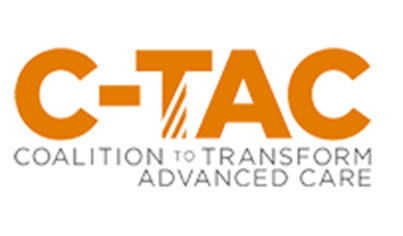 C-TAC
COALITION TO TRANSFORM
ADVANCED CARE